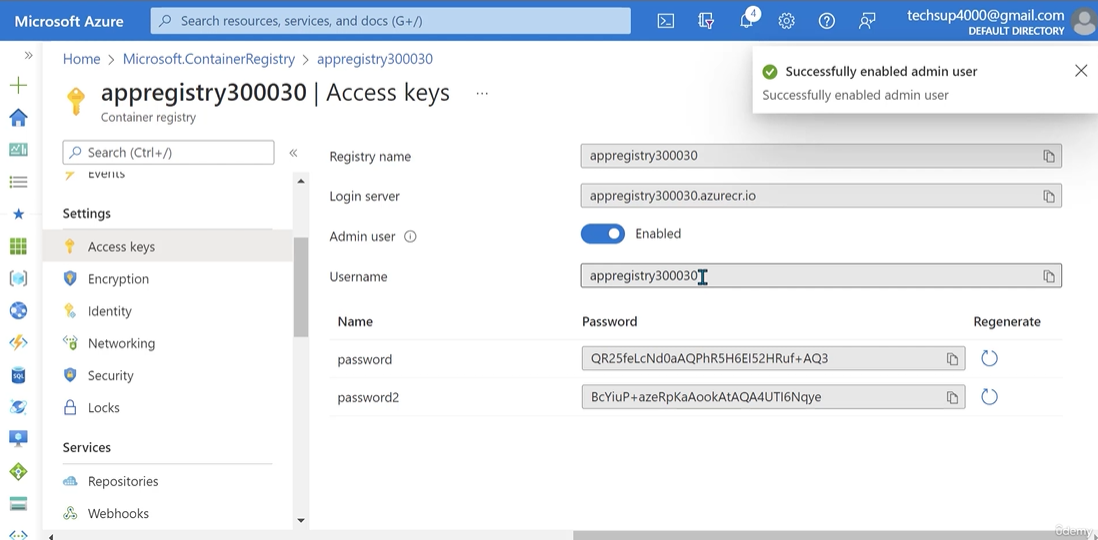 Microsoft Azure
Search resources, services, and docs (G+/)
4
techsup4000@gmail.com
DEFAULT DIRECTORY
Home > Microsoft.ContainerRegistry > appregistry300030
Successfully enabled admin user
Successfully enabled admin user
appregistry300030 | Access keys ...
Container registry
Search (Ctrl+/)
Events
Settings
Access keys
Encryption
Identity
Networking
Security
Locks
Services
Repositories
Webhooks
Registry name appregistry300030
Login server appregistry300030.azurecr.io
Admin user Enabled
Username appregistry300030
Name Password Regenerate
password QR25feLcNd0aAQPhR5H6EI52HRuf+AQ3
password2 BcYiuP+azeRpKaAookAtAQA4UTI6Nqye
SQL
ûdemy